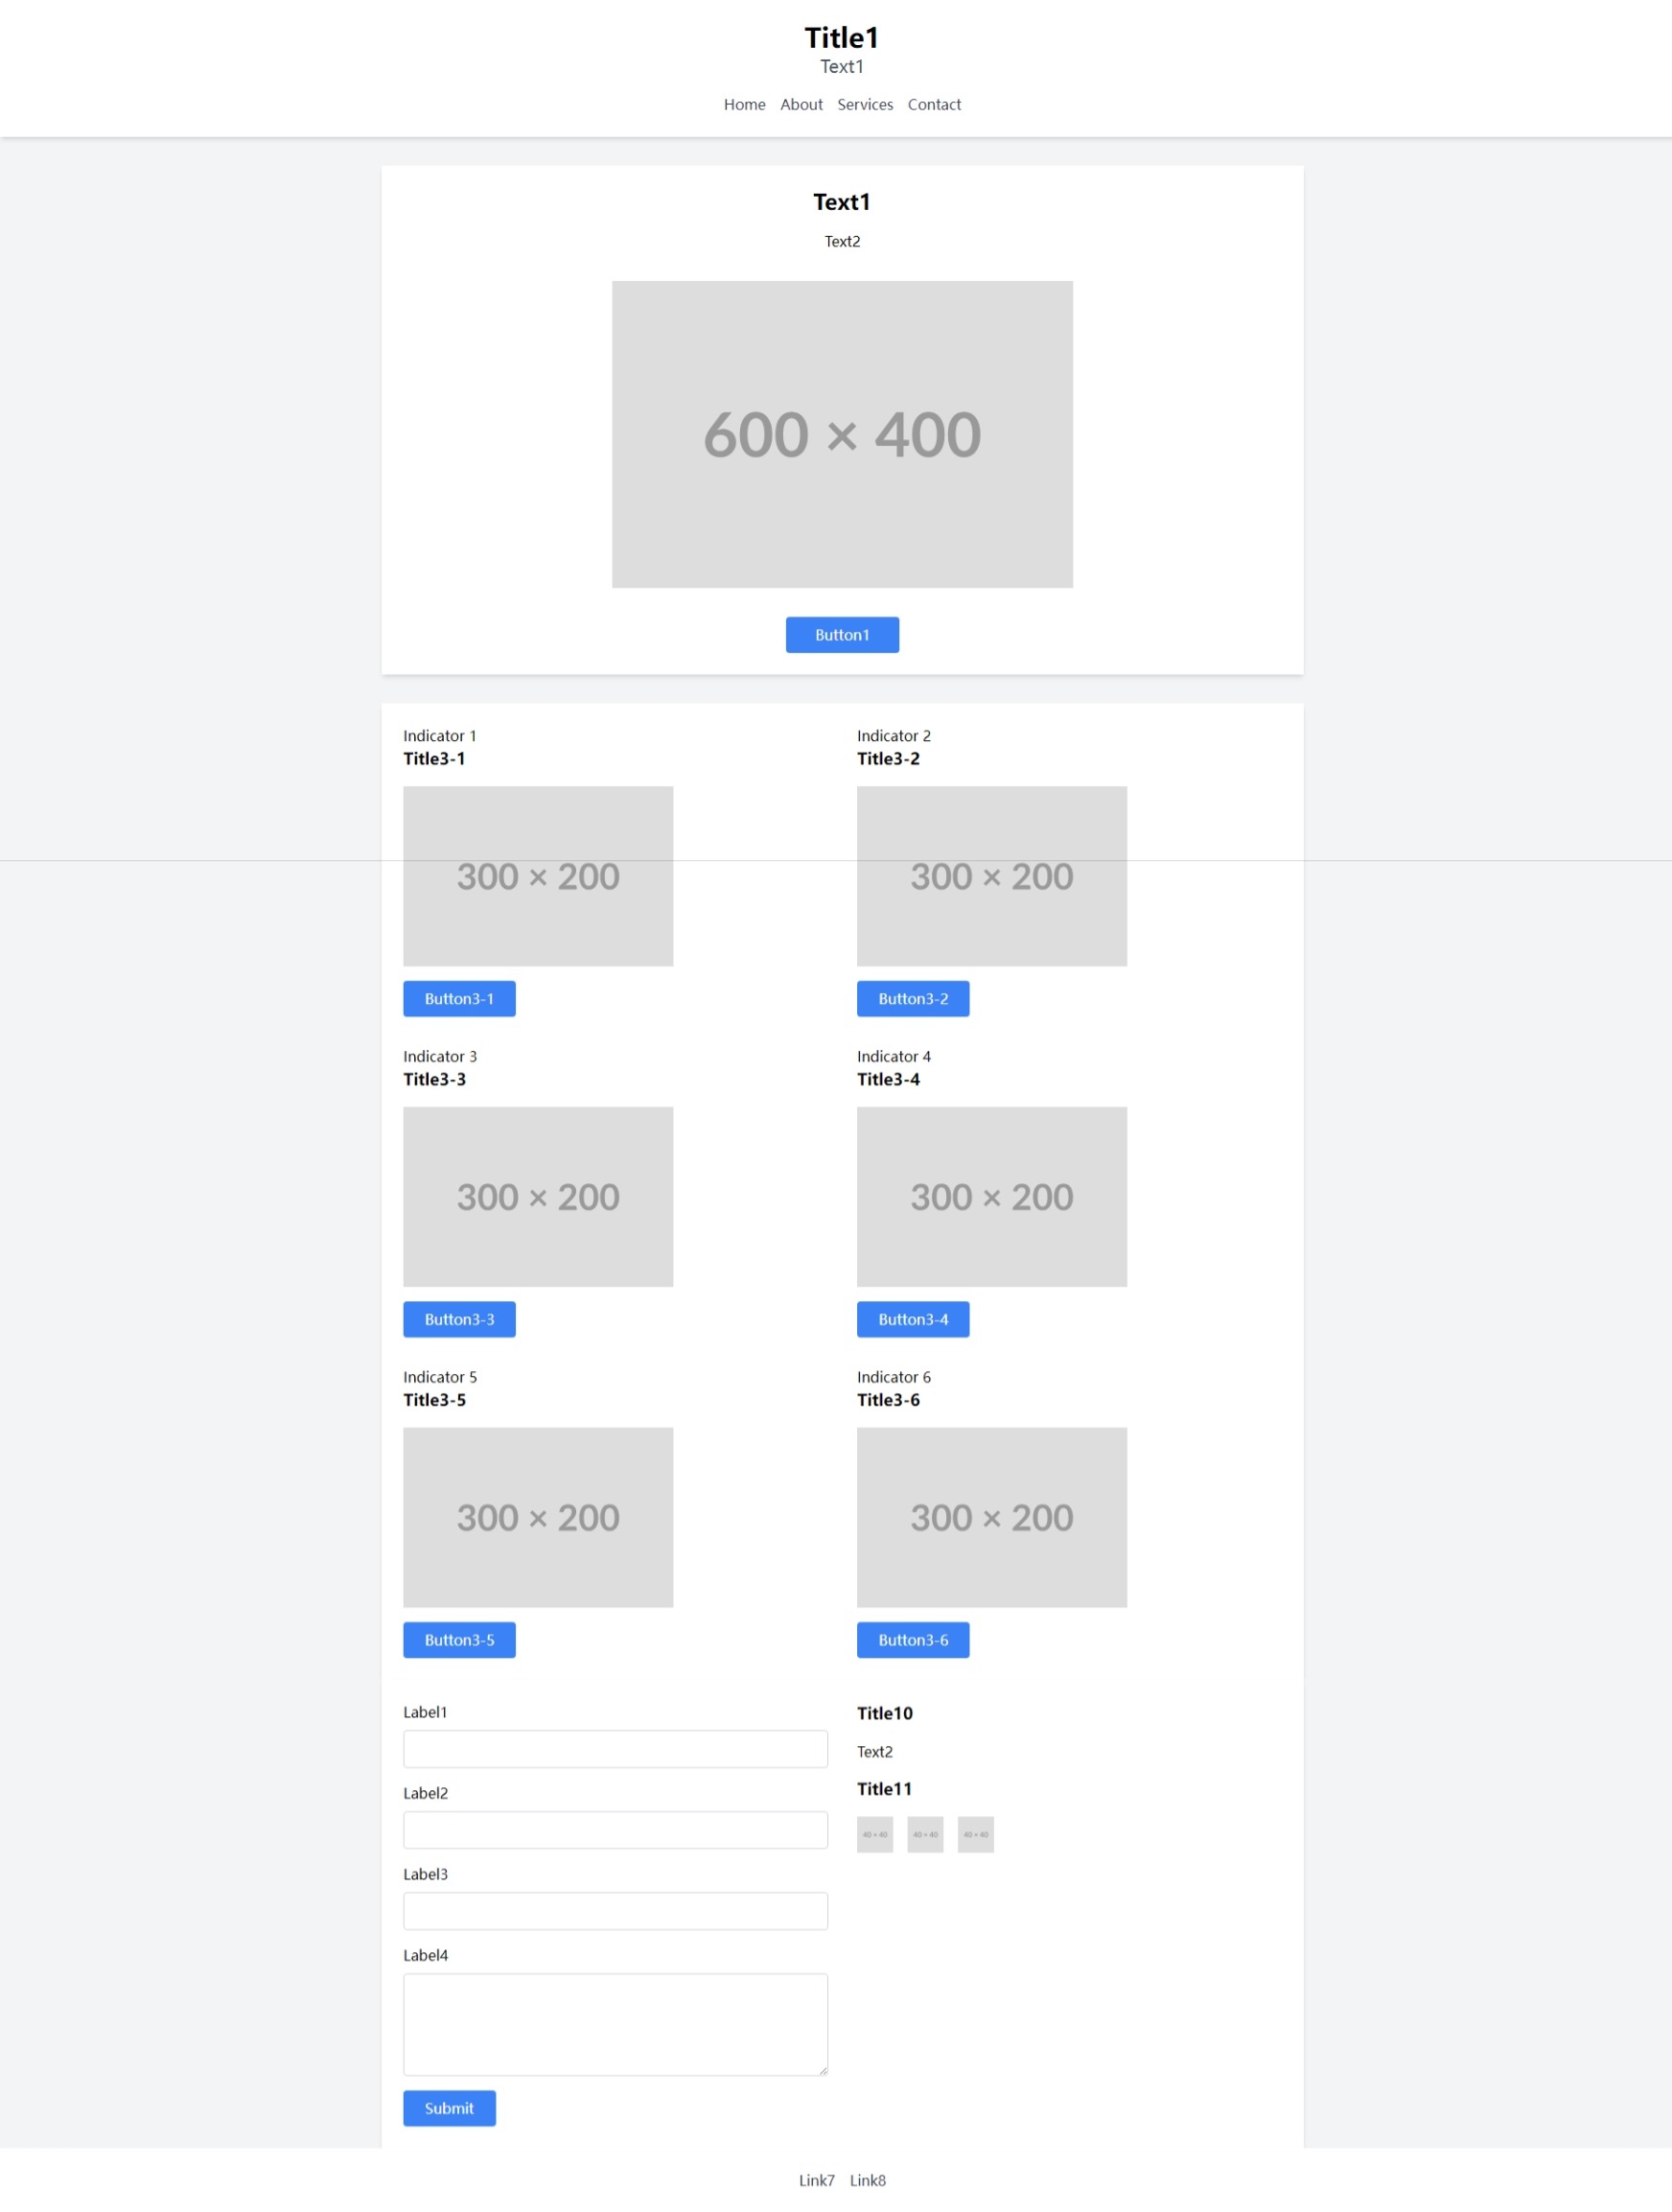 Title1
Text1
Home About Services Contact
Text1
Text2
600 × 400
Button1
Indicator 1
Title3-1
300 × 200
Button3-1
Indicator 2
Title3-2
300 × 200
Button3-2
Indicator 3
Title3-3
300 × 200
Button3-3
Indicator 4
Title3-4
300 × 200
Button3-4
Indicator 5
Title3-5
300 × 200
Button3-5
Indicator 6
Title3-6
300 × 200
Button3-6
Label1
Label2
Label3
Label4
Submit
Title10
Text2
Title11
40 × 40 40 × 40 40 × 40
Link7 Link8